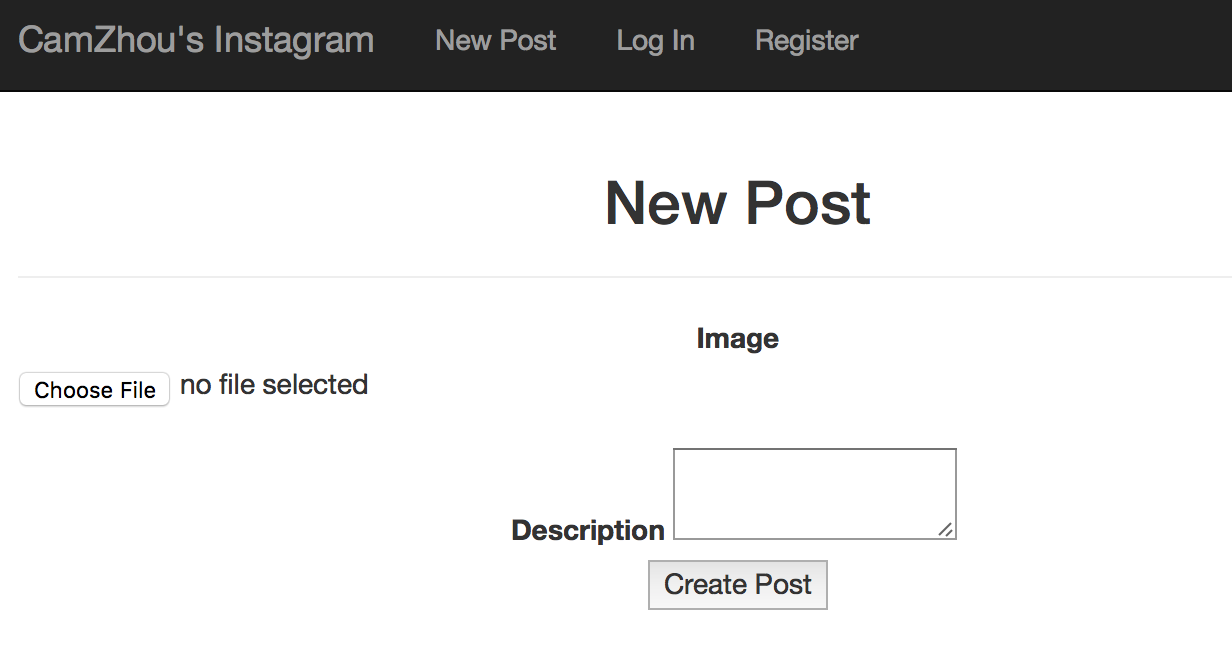 CamZhou's Instagram New Post Log In Register
New Post
Image
Choose File no file selected
Description
Create Post